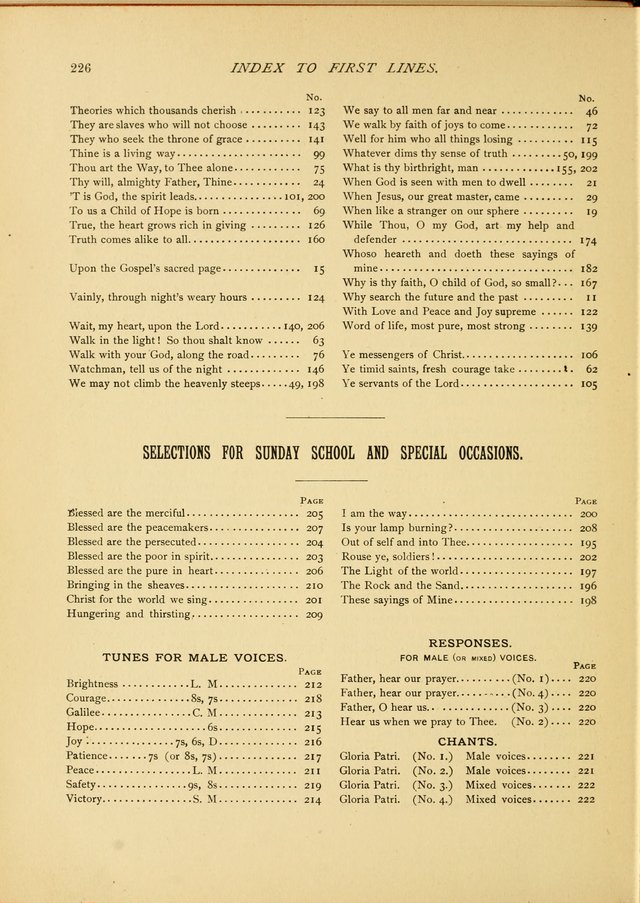 226 INDEX TO FIRST LINES.
No.
Theories which thousands cherish . . . . . . . . . . 123
They are slaves who will not choose . . . . . . . . . 143
They who seek the throne of grace . . . . . . . . . . 141
Thine is a living way . . . . . . . . . . 99
Thou art the Way, to Thee alone . . . . . . . . . . 75
Thy will, almighty Father, Thine . . . . . . . . . . 24
'T is God, the spirit leads . . . . . . . . . . 101, 200
To us a Child of Hope is born . . . . . . . . . . 69
True, the heart grows rich in giving . . . . . . . . 126
Truth comes alike to all . . . . . . . . . . 160
Upon the Gospel's sacred page . . . . . . . . . . 15
Vainly, through night's weary hours . . . . . . . . . 124
Wait, my heart, upon the Lord . . . . . . . . . . 140, 206
Walk in the light! So thou shalt know . . . . . . 63
Walk with your God, along the road . . . . . . . . . 76
Watchman, tell us of the night . . . . . . . . . . 146
We may not climb the heavenly steeps . . . . . 49, 198
No.
We say to all men far and near . . . . . . . . . . 46
We walk by faith of joys to come . . . . . . . . . . 72
Well for him who all things losing . . . . . . . . . . 115
Whatever dims thy sense of truth . . . . . . . . . 50, 199
What is thy birthright, man . . . . . . . . . . 155, 202
When God is seen with men to dwell . . . . . . . . 21
When Jesus, our great master, came . . . . . . . . . 29
When like a stranger on our sphere . . . . . . . . . 19
While Thou, O my God, art my help and
defender . . . . . . . . . . 174
Whoso heareth and doeth these sayings of
mine . . . . . . . . . . 182
Why is thy faith, O child of God, so small? . . . 167
Why search the future and the past . . . . . . . . . 11
With Love and Peace and Joy supreme . . . . . . 122
Word of life, most pure, most strong . . . . . . . . 139
Ye messengers of Christ . . . . . . . . . . 106
Ye timid saints, fresh courage take . . . . . . . . . 62
Ye servants of the Lord . . . . . . . . . . 105
SELECTIONS FOR SUNDAY SCHOOL AND SPECIAL OCCASIONS.
PAGE
Blessed are the merciful . . . . . . . . . . 205
Blessed are the peacemakers . . . . . . . . . . 207
Blessed are the persecuted . . . . . . . . . . 204
Blessed are the poor in spirit . . . . . . . . . . 203
Blessed are the pure in heart . . . . . . . . . . 206
Bringing in the sheaves . . . . . . . . . . 210
Christ for the world we sing . . . . . . . . . . 201
Hungering and thirsting . . . . . . . . . . 209
PAGE
I am the way . . . . . . . . . . 200
Is your lamp burning? . . . . . . . . . . 208
Out of self and into Thee . . . . . . . . . . 195
Rouse ye, soldiers! . . . . . . . . . . 202
The Light of the world . . . . . . . . . . 197
The Rock and the Sand . . . . . . . . . . 196
These sayings of Mine . . . . . . . . . . 198
TUNES FOR MALE VOICES.
PAGE
Brightness . . . . . . . . . . L. M . . . . . . . . . . 212
Courage . . . . . . . . . . 8s, 7s . . . . . . . . . . 218
Galilee . . . . . . . . . . C. M . . . . . . . . . . 213
Hope . . . . . . . . . . 6s . . . . . . . . . . 215
Joy . . . . . . . . . . 7s, 6s, D . . . . . . . . . . 216
Patience . . . . . . . 7s (or 8s, 7s) . . . . . . . . . . 217
Peace . . . . . . . . . . L. M . . . . . . . . . . 211
Safety . . . . . . . . . . 9s, 8s . . . . . . . . . . 219
Victory . . . . . . . . . . S. M . . . . . . . . . . 214
RESPONSES.
FOR MALE (OR MIXED) VOICES.
PAGE
Father, hear our prayer . . . . . . . . . . (No. 1) . . . . 220
Father, hear our prayer . . . . . . . . . . (No. 4) . . . . 220
Father, O hear us . . . . . . . . . . (No. 3) . . . . 220
Hear us when we pray to Thee. (No. 2) . . . . 220
CHANTS.
Gloria Patri. (No. 1.) Male voices . . . . . . . . 221
Gloria Patri. (No. 2.) Male voices . . . . . . . . 221
Gloria Patri. (No. 3.) Mixed voices . . . . . . . 222
Gloria Patri. (No. 4.) Mixed voices . . . . . . . 222